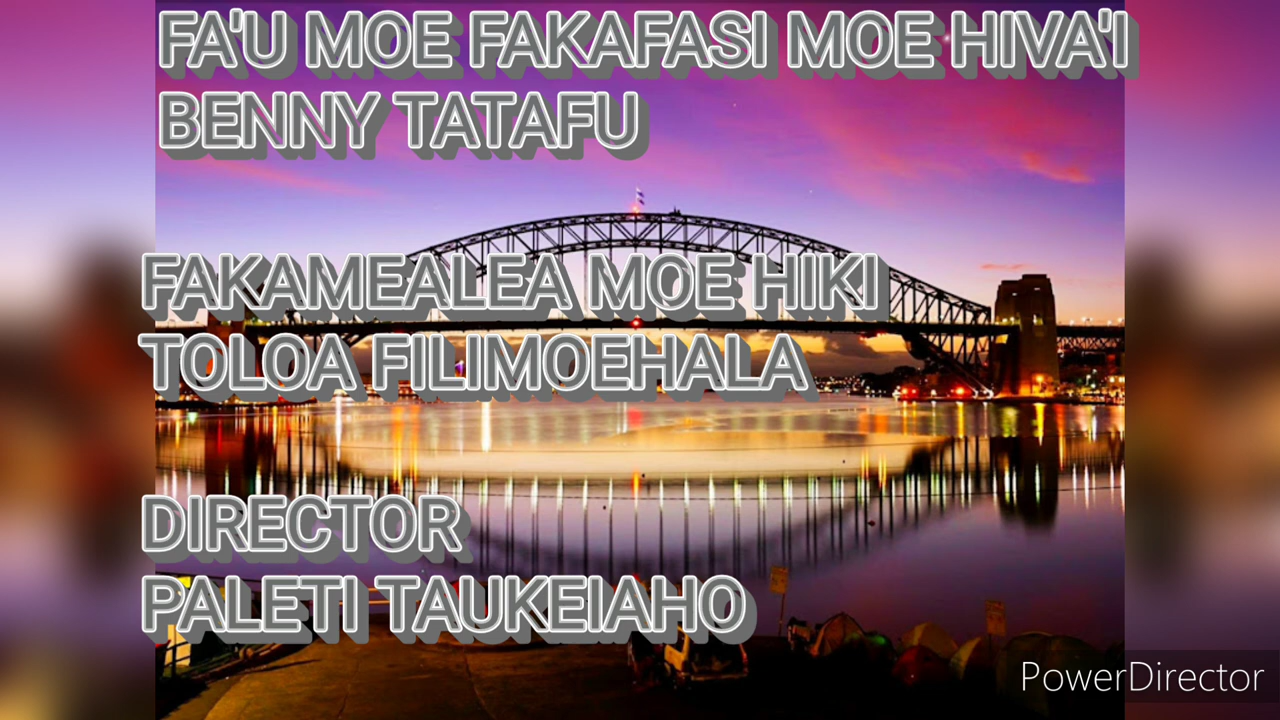 FA'U MOE FAKAFASI MOE HIVA'I
BENNY TATAFU
FAKAMEALEA MOE HIKI
TOLOA FILIMOEHALA
DIRECTOR
PALETI TAUKEIAHO
PowerDirector